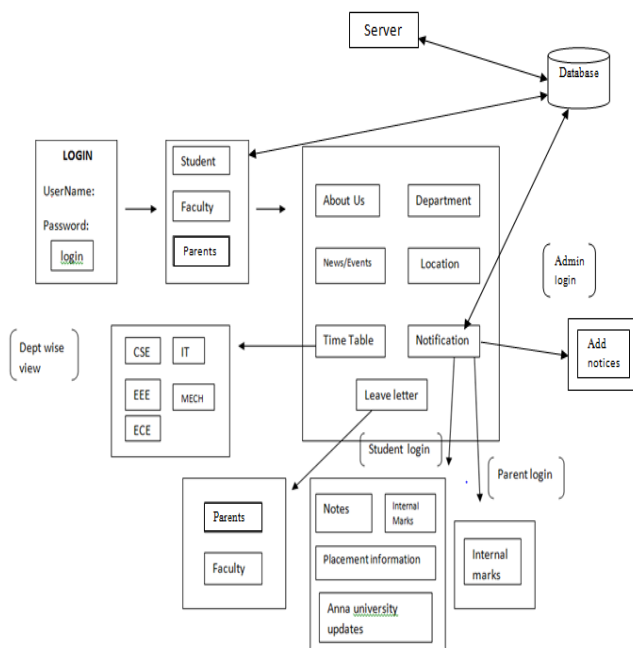 Server
Database
LOGIN
UserName:
Password:
login
Student
Faculty
Parents
About Us
Department
News/Events
Location
Time Table
Notification
Leave letter
Admin
login
Add
notices
Dept wise
view
CSE
IT
EEE
MECH
ECE
Student login
Parent login
Parents
Faculty
Notes
Internal
Marks
Placement information
Anna university
updates
Internal
marks